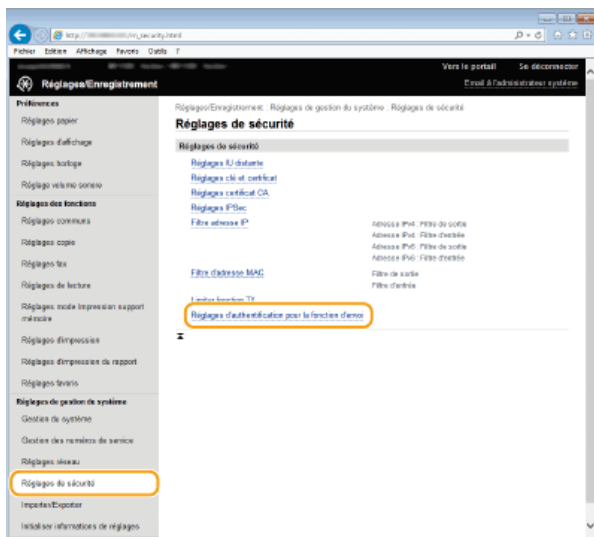 http:// /m_security.html
Fichier Edition Affichage Favoris Outils ?
Vers le portail Se déconnecter
Réglages/Enregistrement
Email à l'administrateur système
Préférences
Réglages papier
Réglages d'affichage
Réglages horloge
Réglage volume sonore
Réglages des fonctions
Réglages communs
Réglages copie
Réglages fax
Réglages de lecture
Réglages mode Impression support
mémoire
Réglages d'impression
Réglages d'impression du rapport
Réglages favoris
Réglages de gestion de système
Gestion du système
Gestion des numéros de service
Réglages réseau
Réglages de sécurité
Importer/Exporter
Initialiser informations de réglages
Réglages/Enregistrement : Réglages de gestion du système : Réglages de sécurité
Réglages de sécurité
Réglages de sécurité
Réglages IU distante
Réglages clé et certificat
Réglages certificat CA
Réglages IPSec
Filtre adresse IP
Adresse IPv4 : Filtre de sortie
Adresse IPv4 : Filtre d'entrée
Adresse IPv6 : Filtre de sortie
Adresse IPv6 : Filtre d'entrée
Filtre d'adresse MAC
Filtre de sortie
Filtre d'entrée
Limiter fonction TX
Réglages d'authentification pour la fonction d'envoi